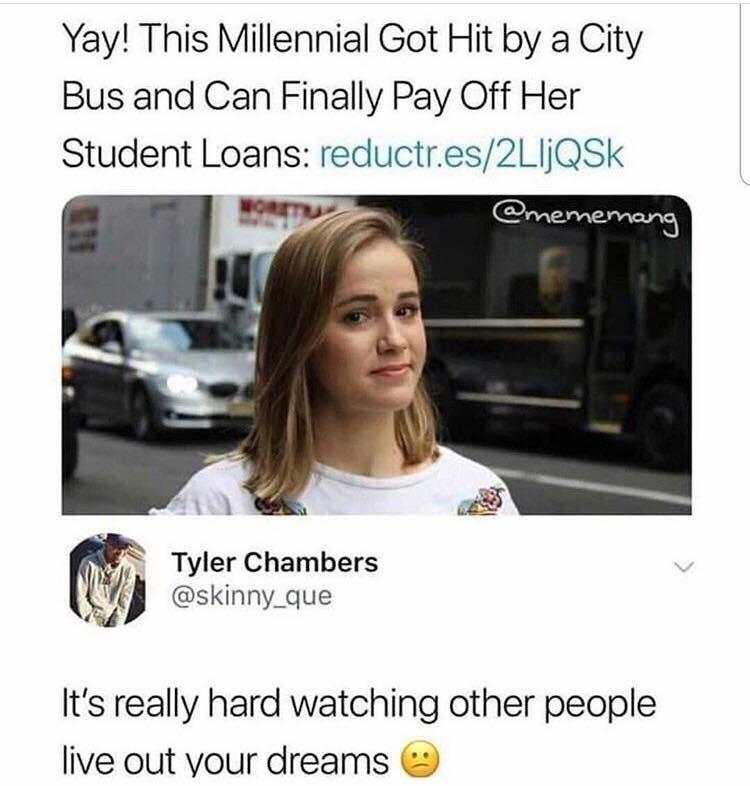 Yay! This Millennial Got Hit by a City
Bus and Can Finally Pay Off Her
Student Loans: reductr.es/2LljQSk
@mememang
Tyler Chambers
@skinny_que
It's really hard watching other people
live out your dreams 😕